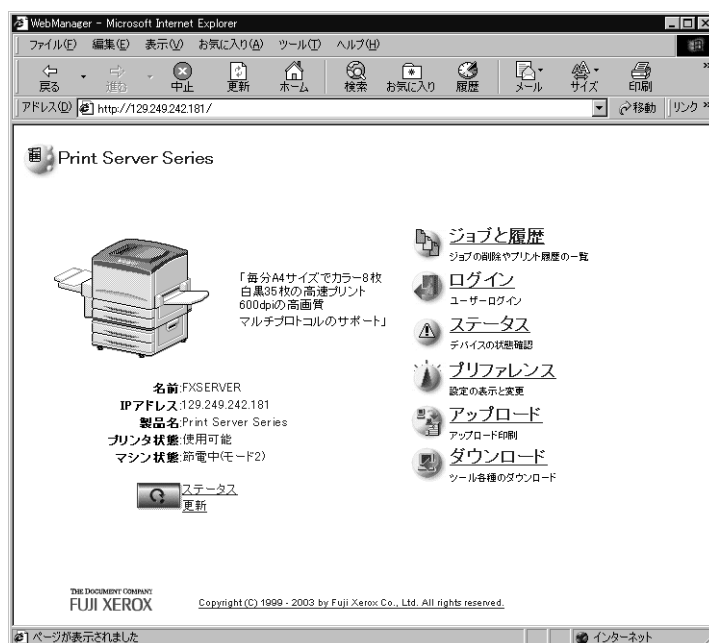 WebManager - Microsoft Internet Explorer
ファイル(F) 編集(E) 表示(V) お気に入り(A) ツール(T) ヘルプ(H)
戻る 進む 中止 更新 ホーム 検索 お気に入り 履歴 メール サイズ 印刷 »
アドレス(D) http://129.249.242.181/ 移動 リンク »
Print Server Series
「毎分A4サイズでカラー8枚
白黒35枚の高速プリント
600dpiの高画質
マルチプロトコルのサポート」
名前:FXSERVER
IPアドレス:129.249.242.181
製品名:Print Server Series
プリンタ状態:使用可能
マシン状態:節電中(モード2)
ステータス
更新
ジョブと履歴
ジョブの削除やプリント履歴の一覧
ログイン
ユーザーログイン
ステータス
デバイスの状態確認
プリファレンス
設定の表示と変更
アップロード
アップロード印刷
ダウンロード
ツール各種のダウンロード
THE DOCUMENT COMPANY
FUJI XEROX
Copyright (C) 1999 - 2003 by Fuji Xerox Co., Ltd. All rights reserved.
ページが表示されました インターネット